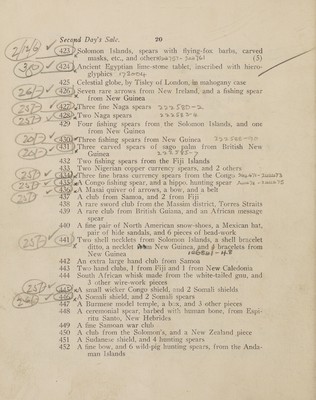 Second Day's Sale. 20
423 Solomon Islands, spears with flying-fox barbs, carved
masks, etc., and others (5)
424 Ancient Egyptian lime-stone tablet, inscribed with hiero-
glyphics 172004
425 Celestial globe, by Tisley of London, in mahogany case
426 Seven rare arrows from New Ireland, and a fishing spear
from New Guinea
427 Three fine Naga spears
428 Two Naga spears
429 Four fishing spears from the Solomon Islands, and one
from New Guinea
430 Three fishing spears from New Guinea
431 Three carved spears of sago palm from British New
Guinea
432 Two fishing spears from the Fiji Islands
433 Two Nigerian copper spears, and 2 others
434 Three fine brass currency spears from the Congo
435 A Congo fishing spear, and a hippo hunting spear
436 A Masai quiver of arrows, a bow, and a belt
437 A club from Samoa, and 2 from Fiji
438 A rare sword club from the Massim district, Torres Straits
439 A rare club from British Guiana, and an African message
spear
440 A fine pair of North American snow-shoes, a Mexican hat,
pair of hide sandals, and 6 pieces of bead-work
441 Two shell necklets from Solomon Islands, a shell bracelet
ditto, a necklet from New Guinea, and 4 bracelets from
New Guinea
442 An extra large hand club from Samoa
443 Two hand clubs, 1 from Fiji and 1 from New Caledonia
444 South African whisk made from the white-tailed gnu, and
3 other wire-work pieces
445 A small wicker Congo shield, and 2 Somali shields
446 A Somali shield, and 2 Somali spears
447 A Burmese model temple, a box, and 3 other pieces
448 A ceremonial spear, barbed with human bone, from Espi-
ritu Santo, New Hebrides
449 A fine Samoan war club
450 A club from the Solomon's, and a New Zealand piece
451 A Sudanese shield, and 4 hunting spears
452 A fine bow, and 6 wild-pig hunting spears, from the Anda-
man Islands